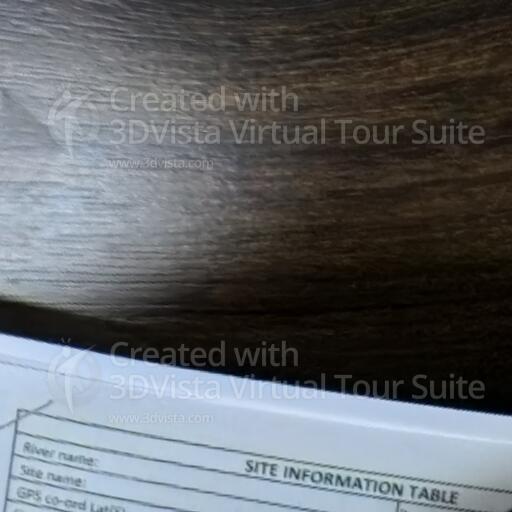 Created with
3DVista Virtual Tour Suite
www.3dvista.com
Created with
3DVista Virtual Tour Suite
www.3dvista.com
SITE INFORMATION TABLE
River name:
Site name:
GPS co-ord Lat(S)